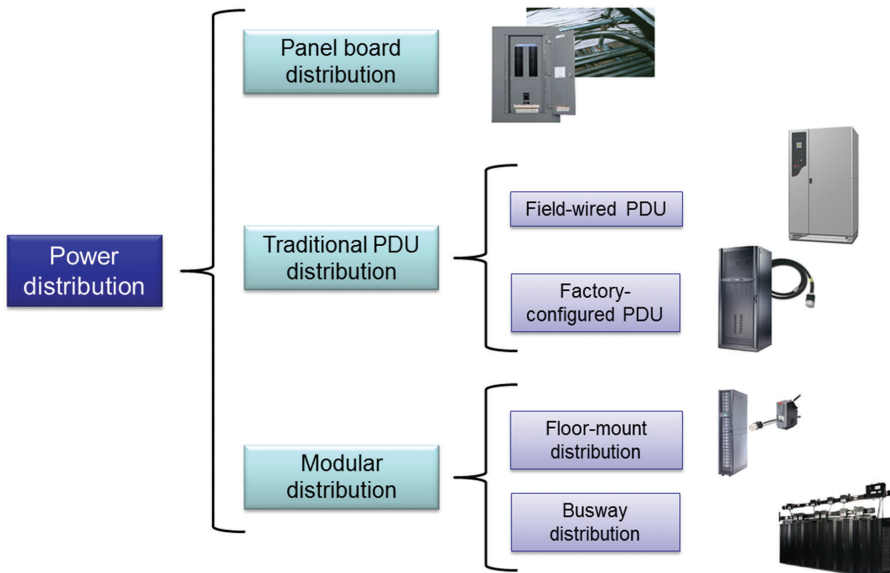 Panel board
distribution
Field-wired PDU
Power
distribution
Traditional PDU
distribution
Factory-
configured PDU
Modular
distribution
Floor-mount
distribution
Busway
distribution